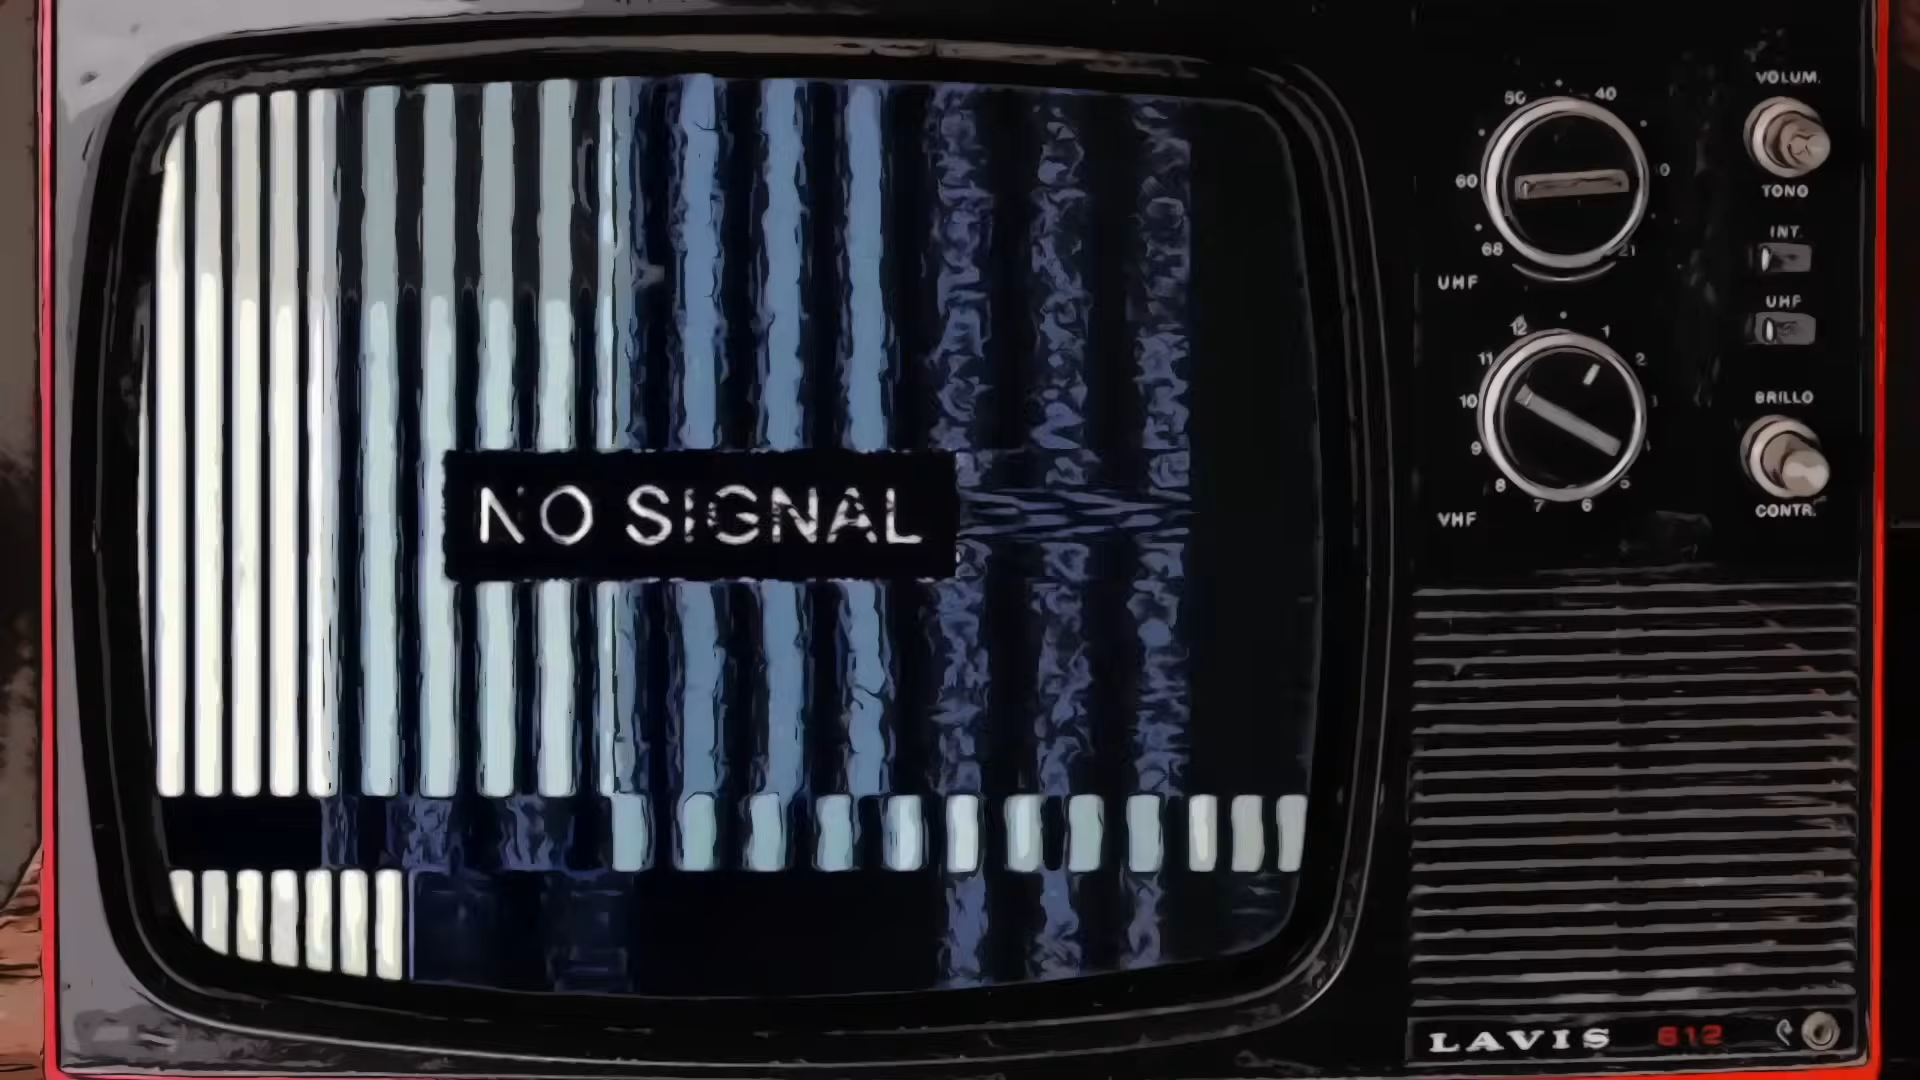 NO SIGNAL
VOLUM.
TONO
INT.
UHF
BRILLO
CONTR.
50 40
60
68 21
UHF
12 1
11 2
10
9
8
7 6
VHF
LAVIS 612